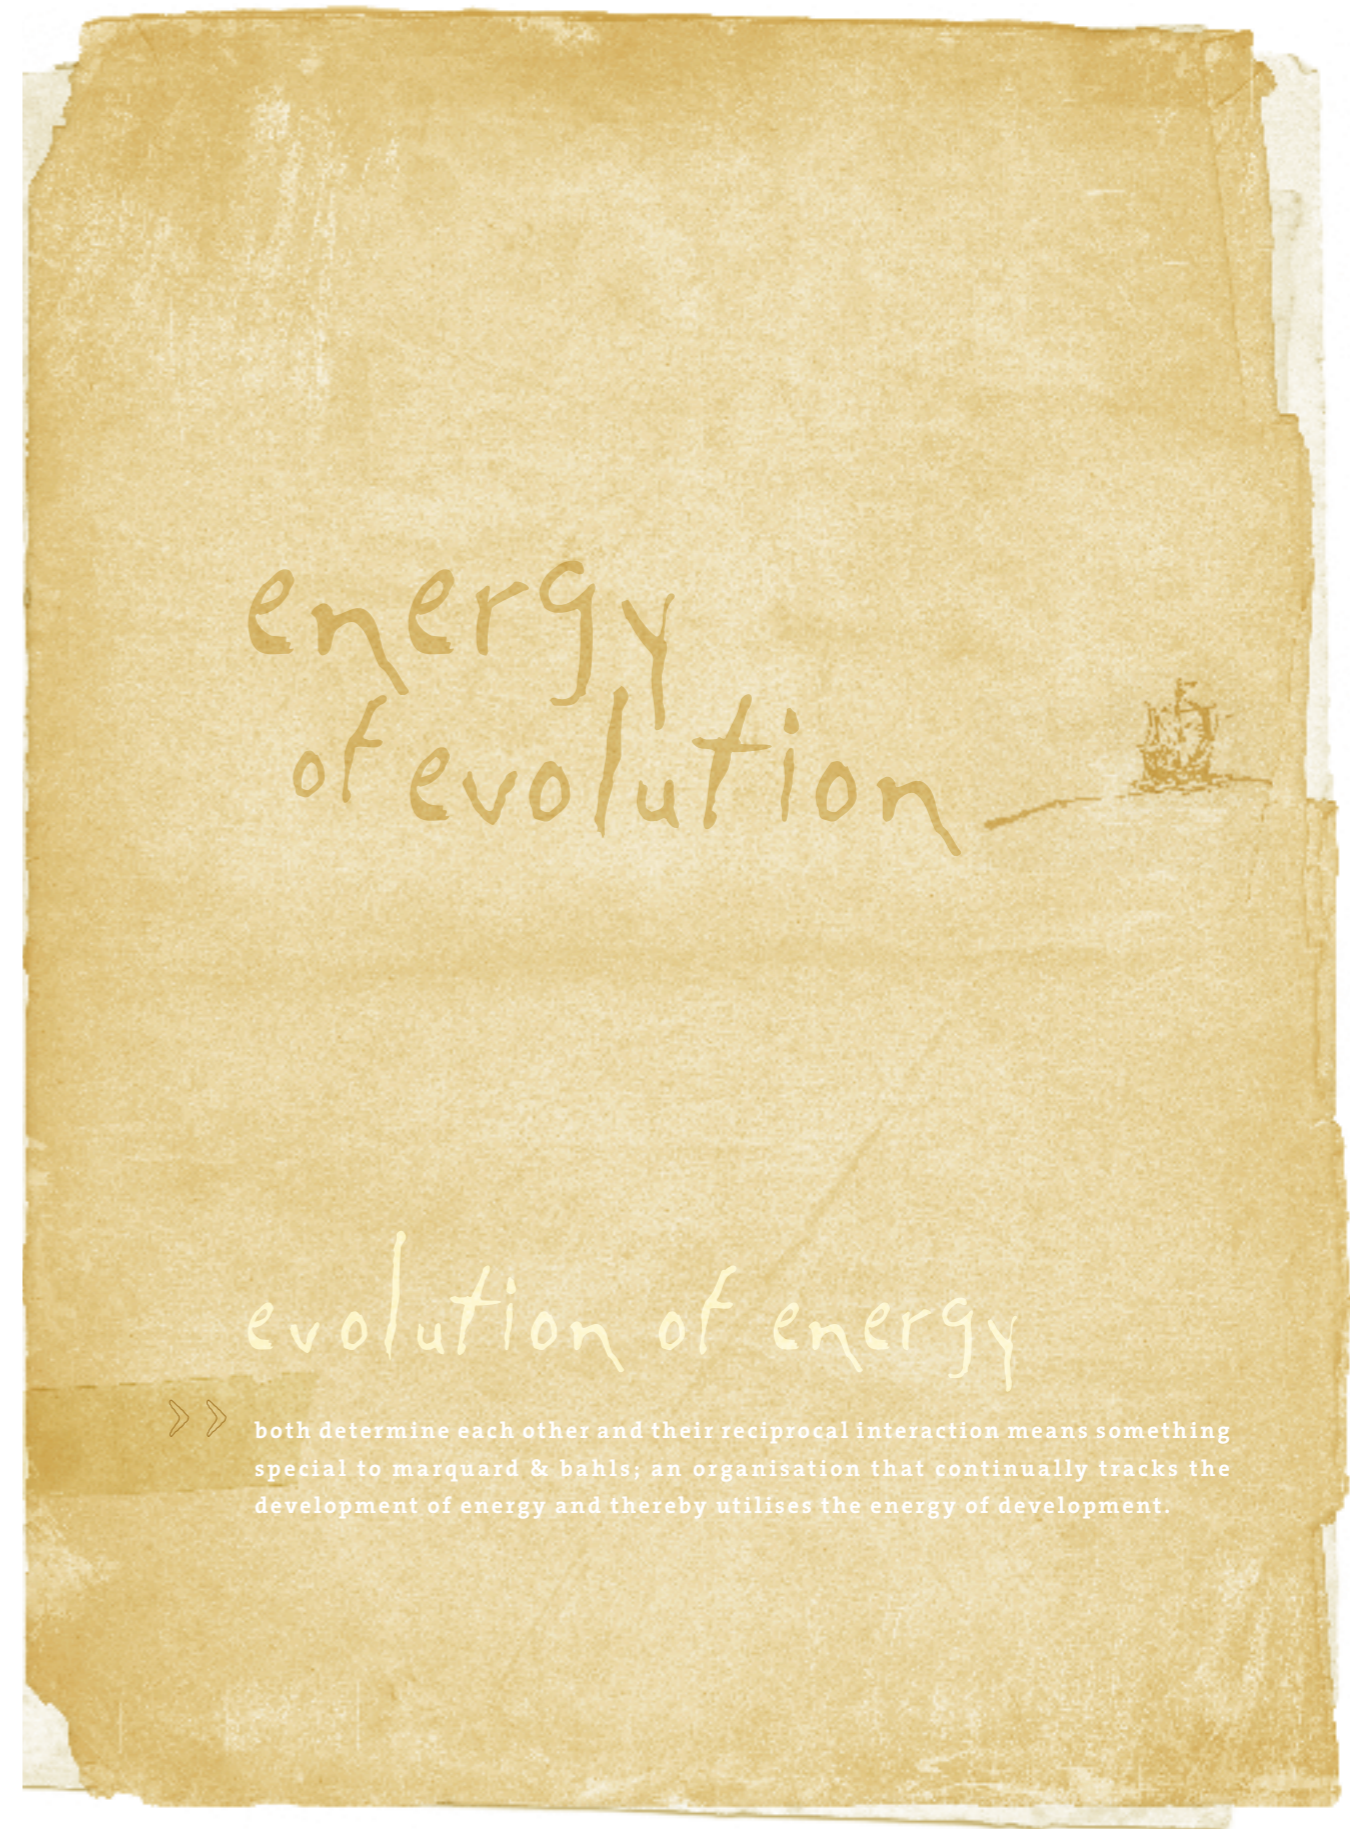 energy
of evolution
evolution of energy
both determine each other and their reciprocal interaction means something
special to marquard & bahls; an organisation that continually tracks the
development of energy and thereby utilises the energy of development.